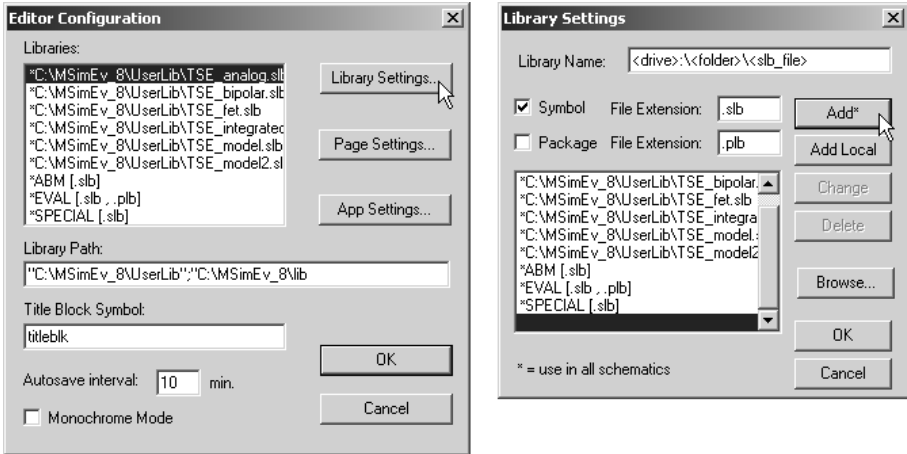 Editor Configuration
Libraries:
*C:\MSimEv_8\UserLib\TSE_analog.slb
*C:\MSimEv_8\UserLib\TSE_bipolar.slb
*C:\MSimEv_8\UserLib\TSE_fet.slb
*C:\MSimEv_8\UserLib\TSE_integrated
*C:\MSimEv_8\UserLib\TSE_model.slb
*C:\MSimEv_8\UserLib\TSE_model2.sl
*ABM [.slb]
*EVAL [.slb , .plb]
*SPECIAL [.slb]
Library Settings...
Page Settings...
App Settings...
Library Path:
"C:\MSimEv_8\UserLib";"C:\MSimEv_8\lib
Title Block Symbol:
titleblk
Autosave interval: 10 min.
Monochrome Mode
OK
Cancel
Library Settings
Library Name: <drive>:\<folder>\<slb_file>
Symbol File Extension: .slb
Package File Extension: .plb
Add*
Add Local
Change
Delete
Browse...
OK
Cancel
*C:\MSimEv_8\UserLib\TSE_bipolar.
*C:\MSimEv_8\UserLib\TSE_fet.slb
*C:\MSimEv_8\UserLib\TSE_integra
*C:\MSimEv_8\UserLib\TSE_model.s
*C:\MSimEv_8\UserLib\TSE_model2
*ABM [.slb]
*EVAL [.slb , .plb]
*SPECIAL [.slb]
* = use in all schematics